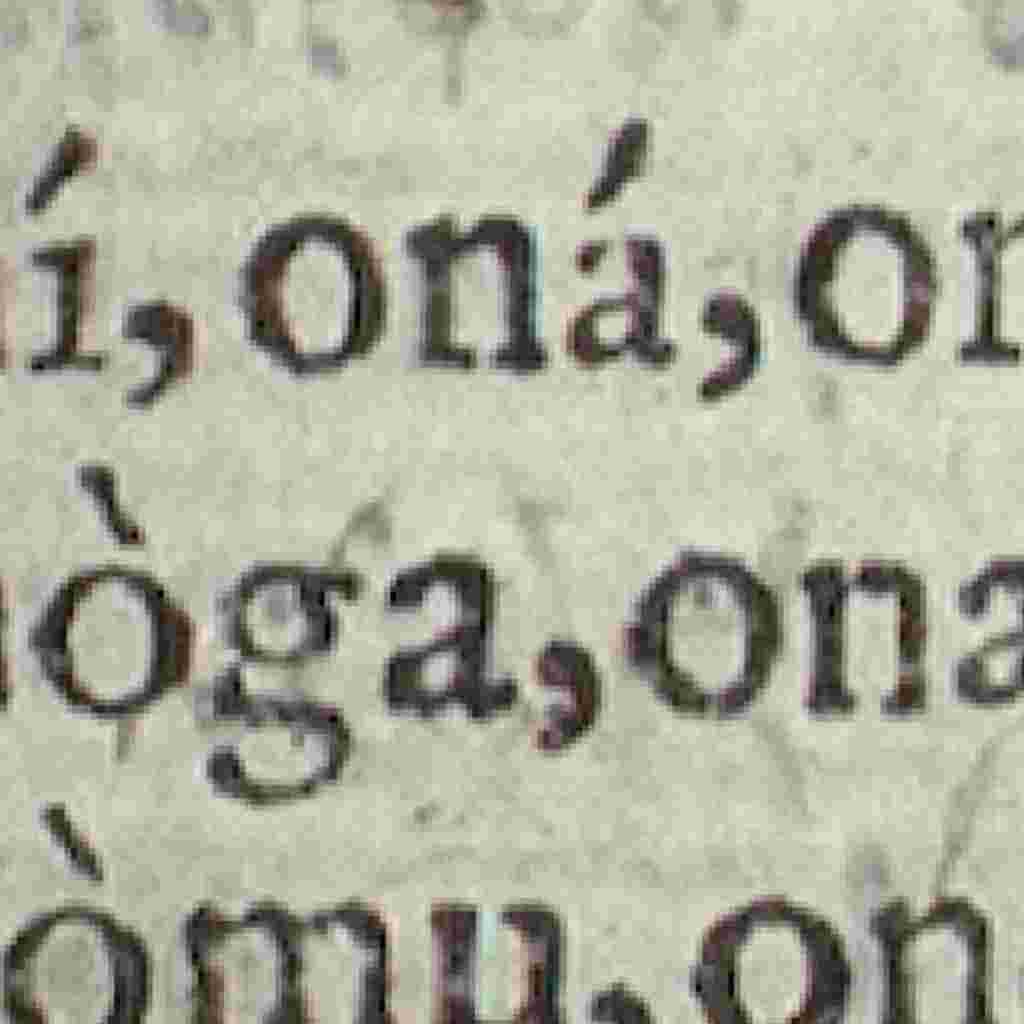 í, oná, on
òga, ona
òmu, on